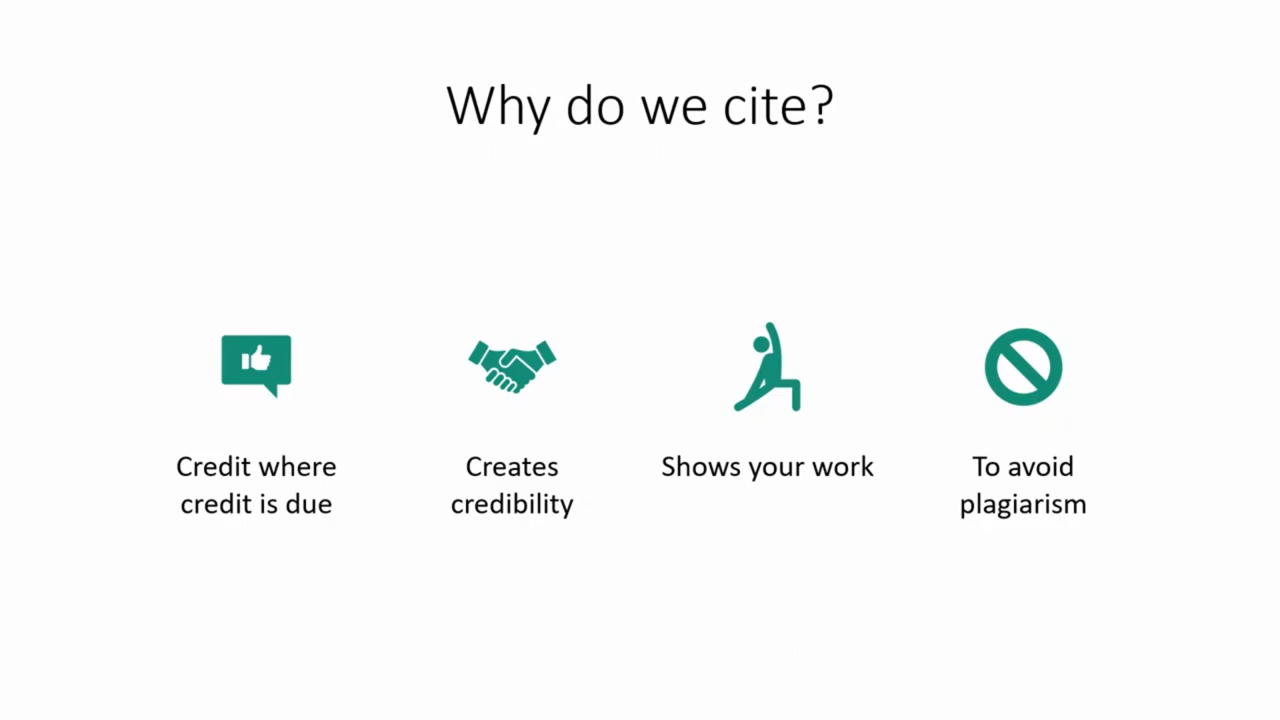 Why do we cite?
Credit where
credit is due
Creates
credibility
Shows your work
To avoid
plagiarism